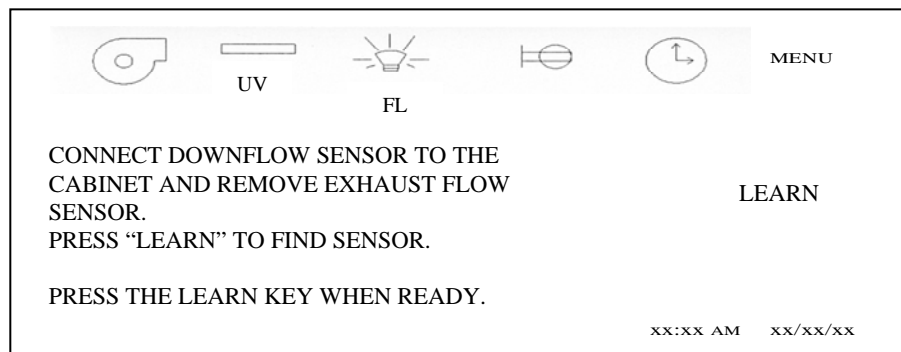 MENU
UV
FL
CONNECT DOWNFLOW SENSOR TO THE
CABINET AND REMOVE EXHAUST FLOW
SENSOR.
LEARN
PRESS “LEARN” TO FIND SENSOR.
PRESS THE LEARN KEY WHEN READY.
xx:xx AM xx/xx/xx